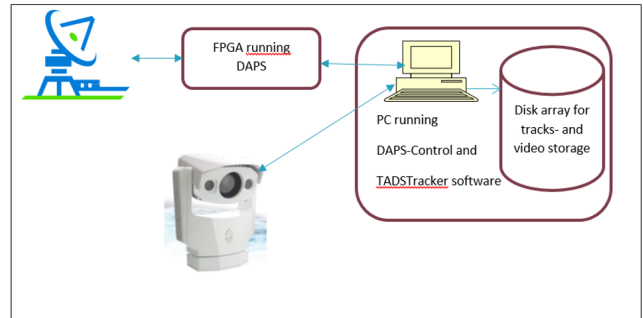 FPGA running
DAPS
PC running
DAPS-Control and
TADSTracker software
Disk array for
tracks- and
video storage